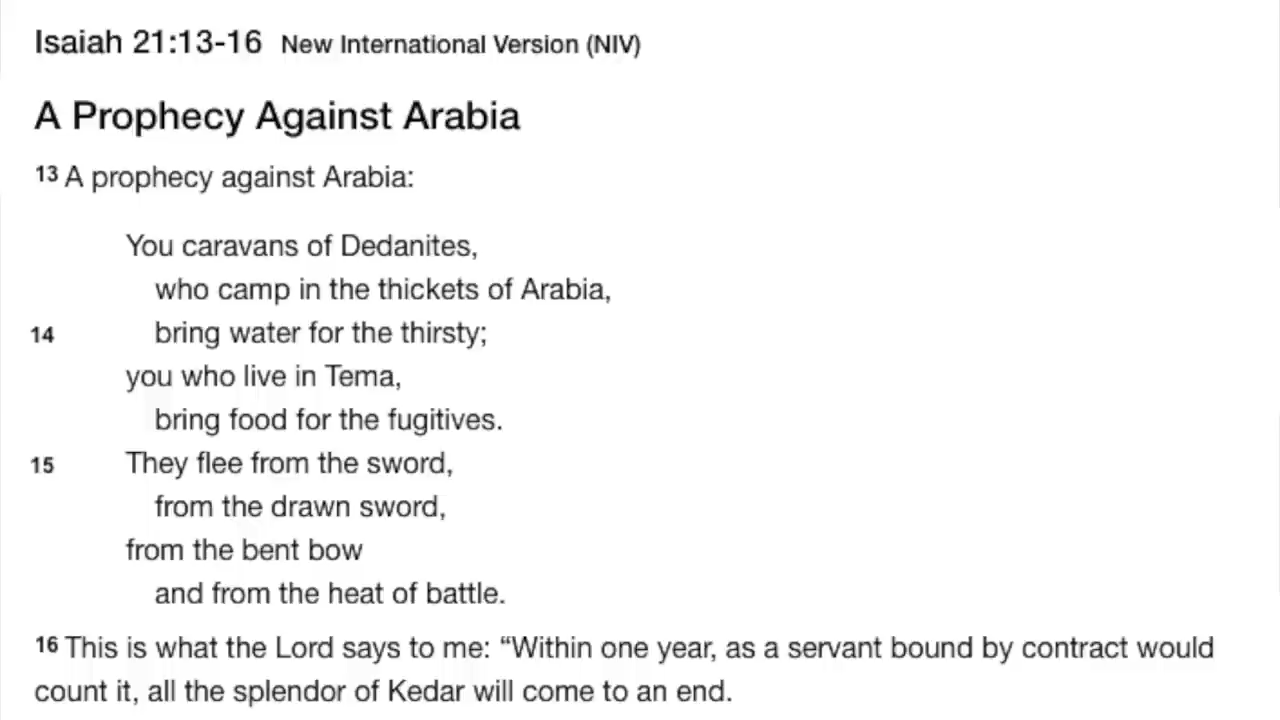 Isaiah 21:13-16 New International Version (NIV)
A Prophecy Against Arabia
13 A prophecy against Arabia:
You caravans of Dedanites,
who camp in the thickets of Arabia,
14 bring water for the thirsty;
you who live in Tema,
bring food for the fugitives.
15 They flee from the sword,
from the drawn sword,
from the bent bow
and from the heat of battle.
16 This is what the Lord says to me: “Within one year, as a servant bound by contract would
count it, all the splendor of Kedar will come to an end.